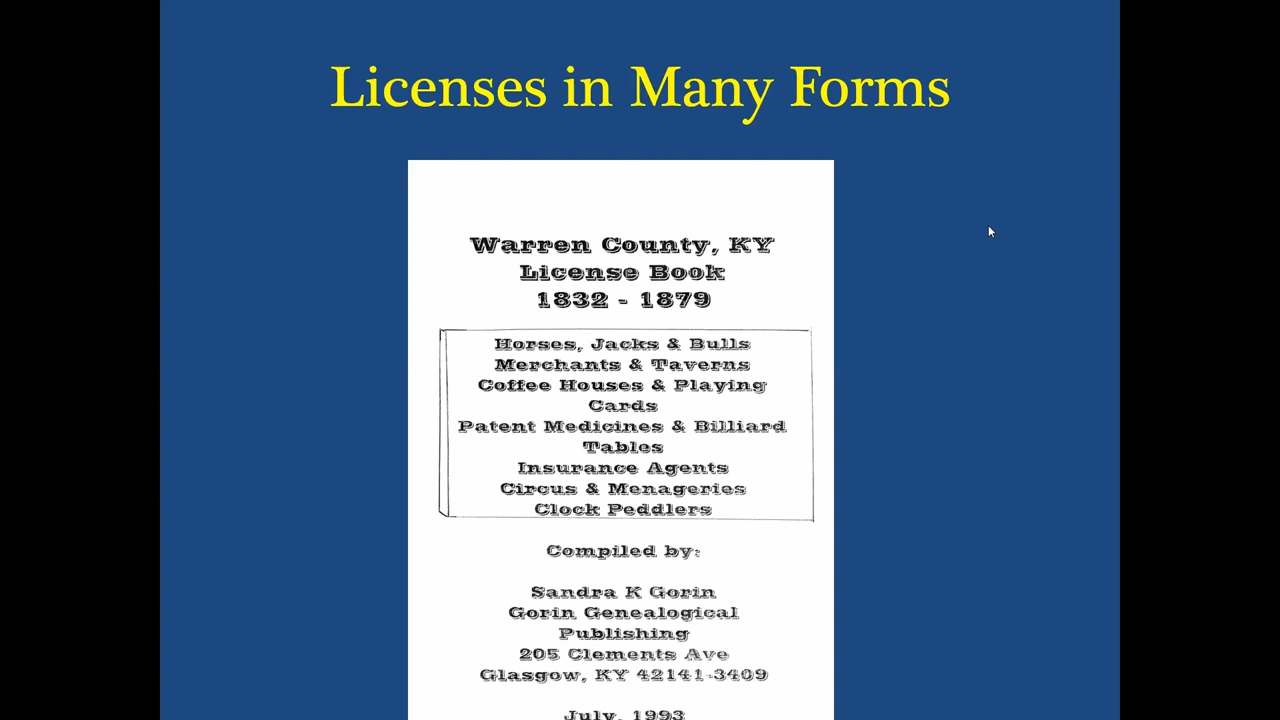 Licenses in Many Forms
Warren County, KY
License Book
1832 - 1879
Horses, Jacks & Bulls
Merchants & Taverns
Coffee Houses & Playing
Cards
Patent Medicines & Billiard
Tables
Insurance Agents
Circus & Menageries
Clock Peddlers
Compiled by:
Sandra K Gorin
Gorin Genealogical
Publishing
205 Clements Ave
Glasgow, KY 42141-3409
July, 1993